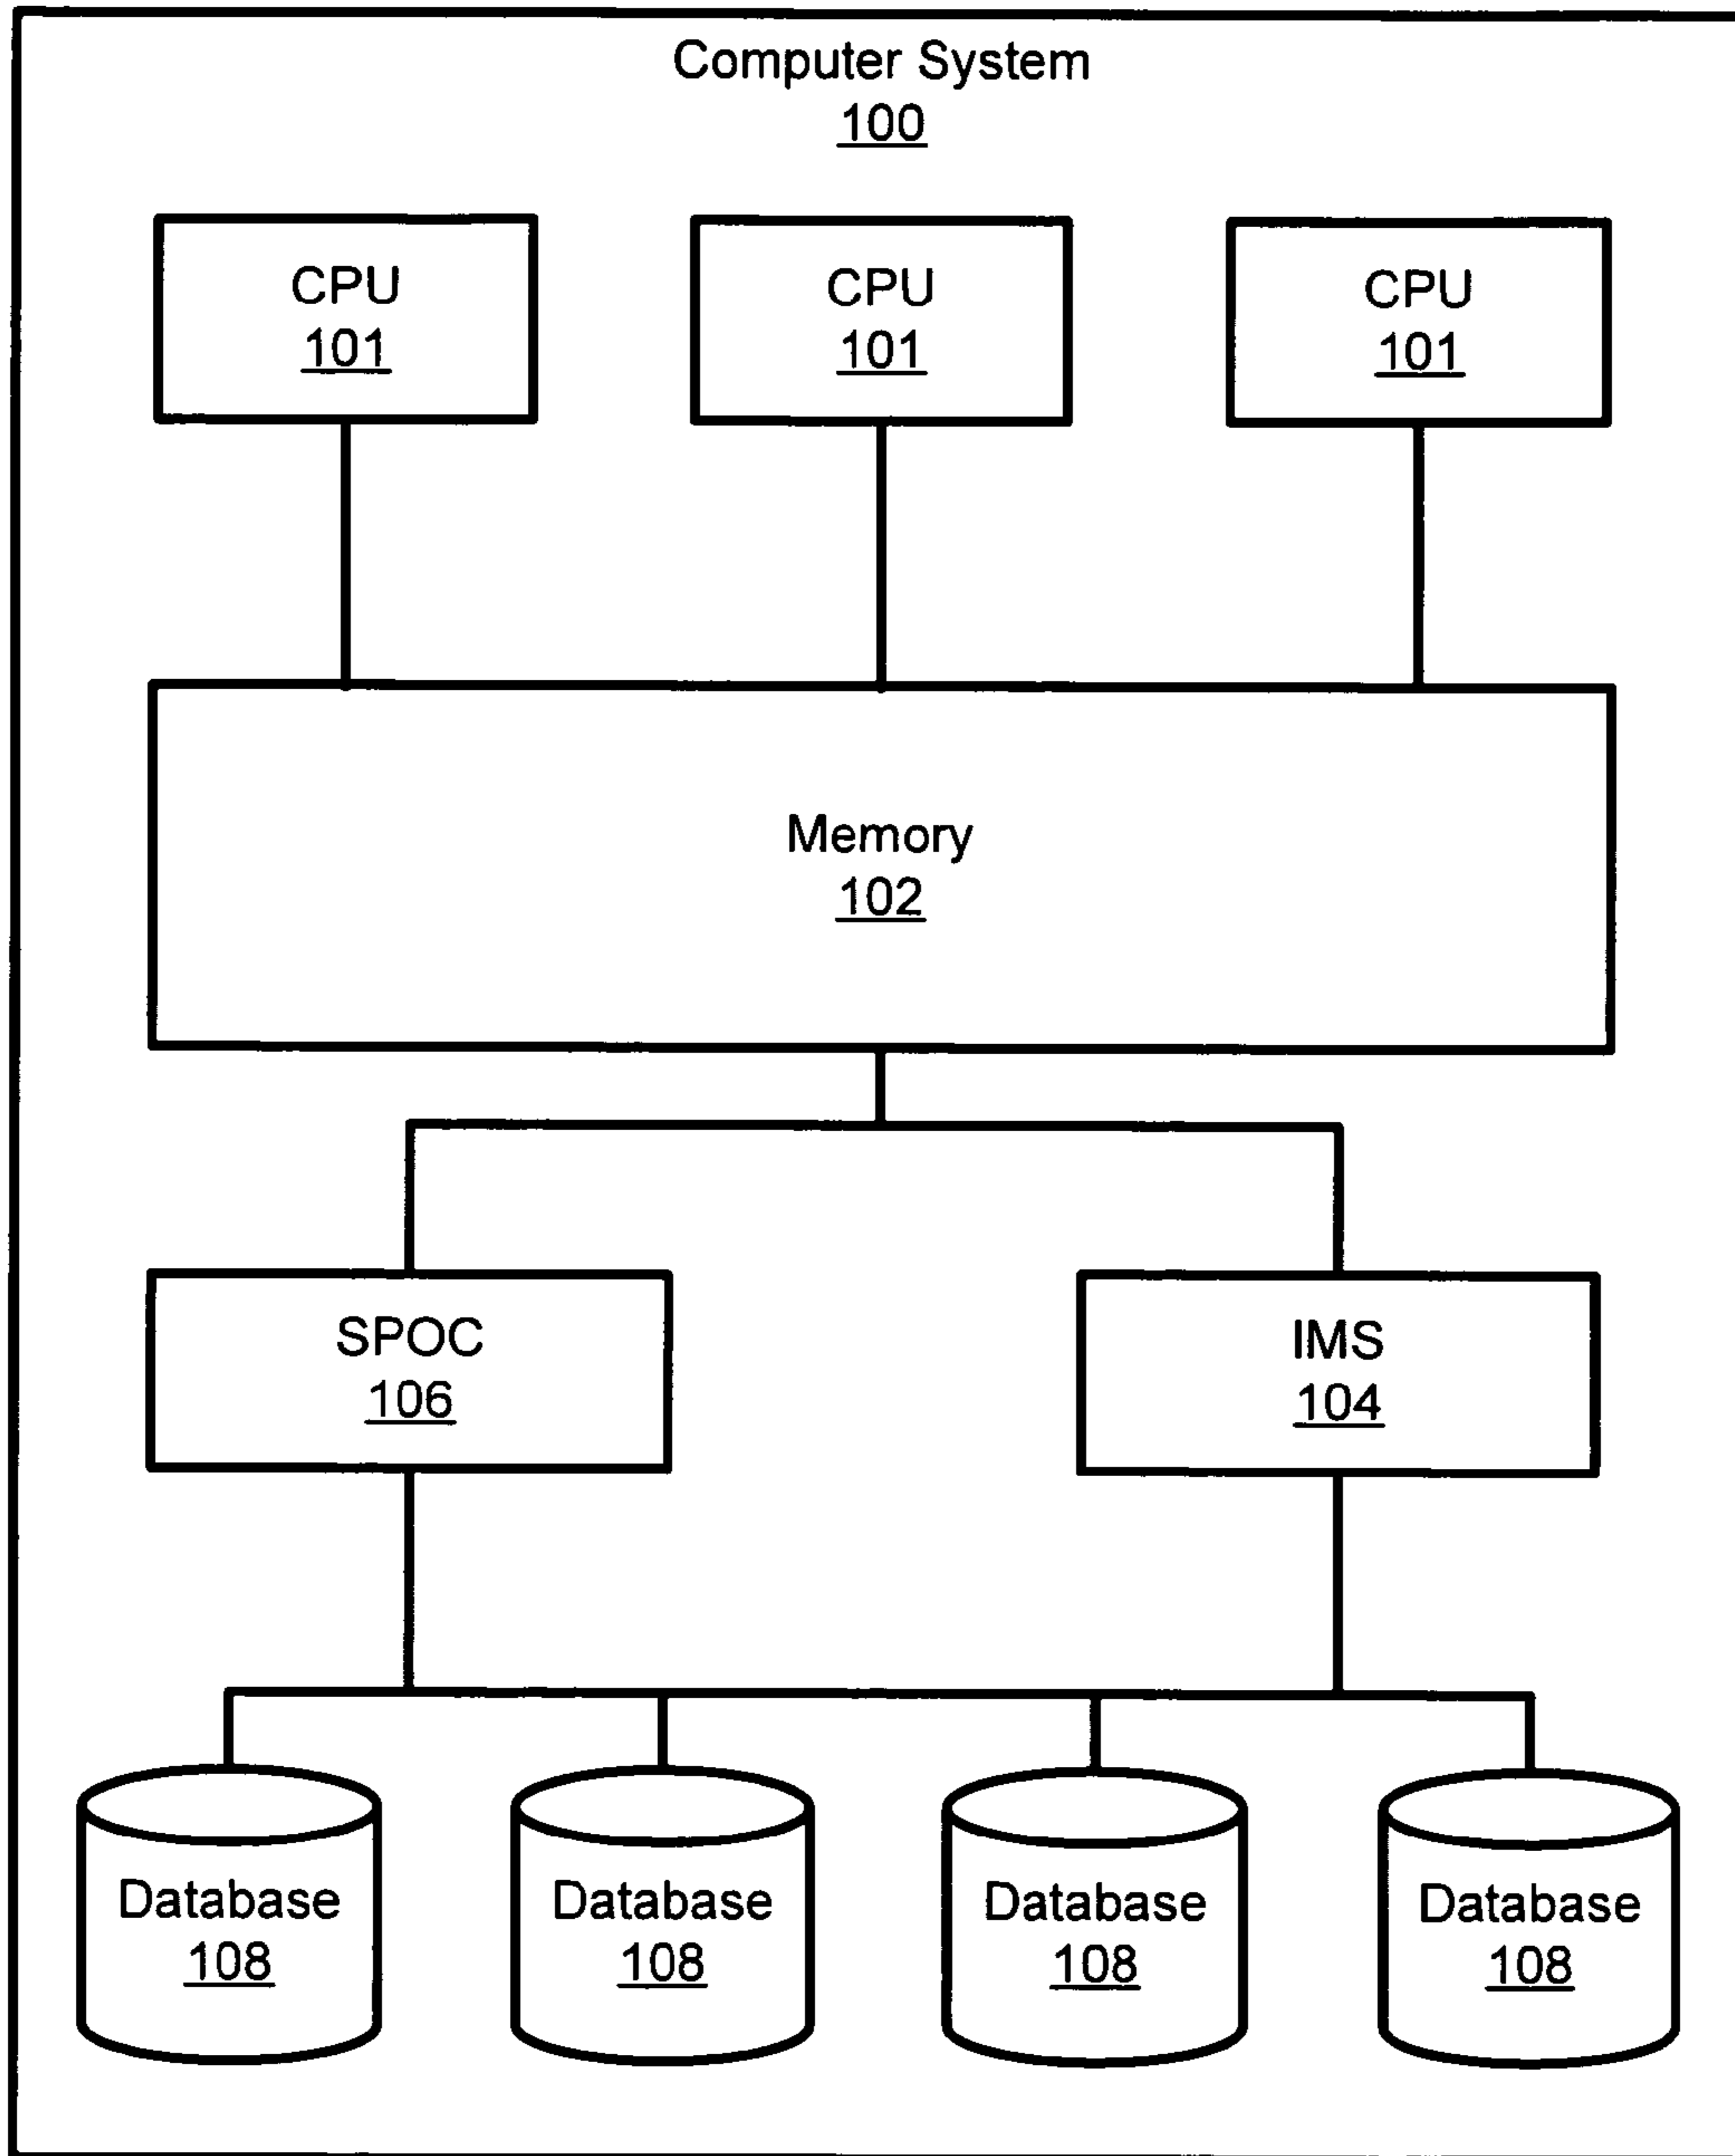 Computer System
100
CPU
101
CPU
101
CPU
101
Memory
102
SPOC
106
IMS
104
Database
108
Database
108
Database
108
Database
108